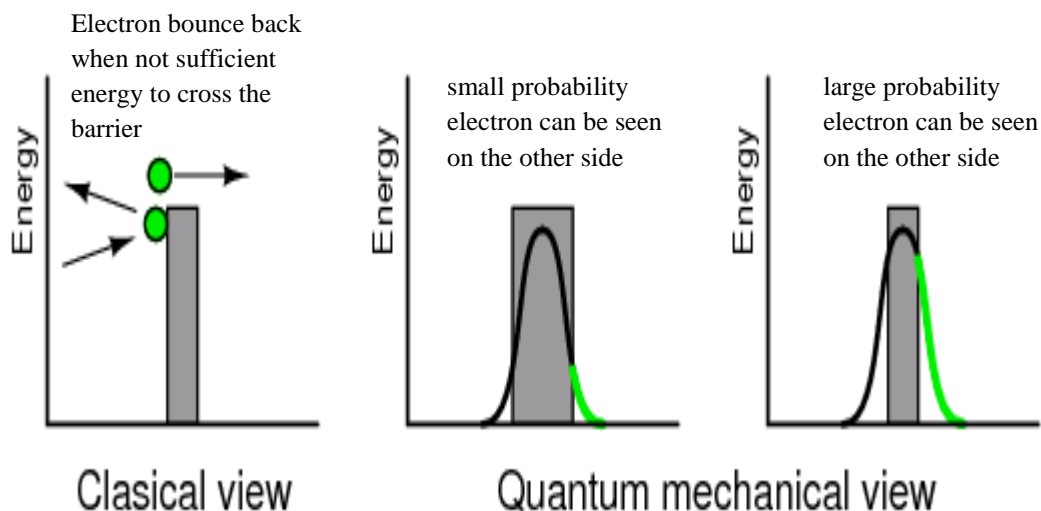 Electron bounce back
when not sufficient
energy to cross the
barrier
Energy
small probability
electron can be seen
on the other side
Energy
large probability
electron can be seen
on the other side
Energy
Clasical view
Quantum mechanical view